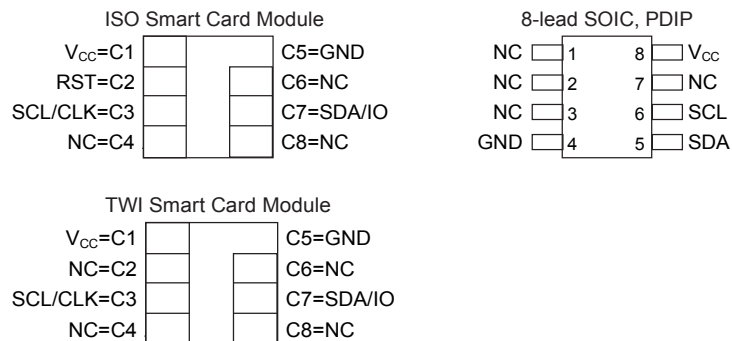 ISO Smart Card Module
VCC=C1
C5=GND
RST=C2
C6=NC
SCL/CLK=C3
C7=SDA/IO
NC=C4
C8=NC
8-lead SOIC, PDIP
NC 1 8 VCC
NC 2 7 NC
NC 3 6 SCL
GND 4 5 SDA
TWI Smart Card Module
VCC=C1
C5=GND
NC=C2
C6=NC
SCL/CLK=C3
C7=SDA/IO
NC=C4
C8=NC